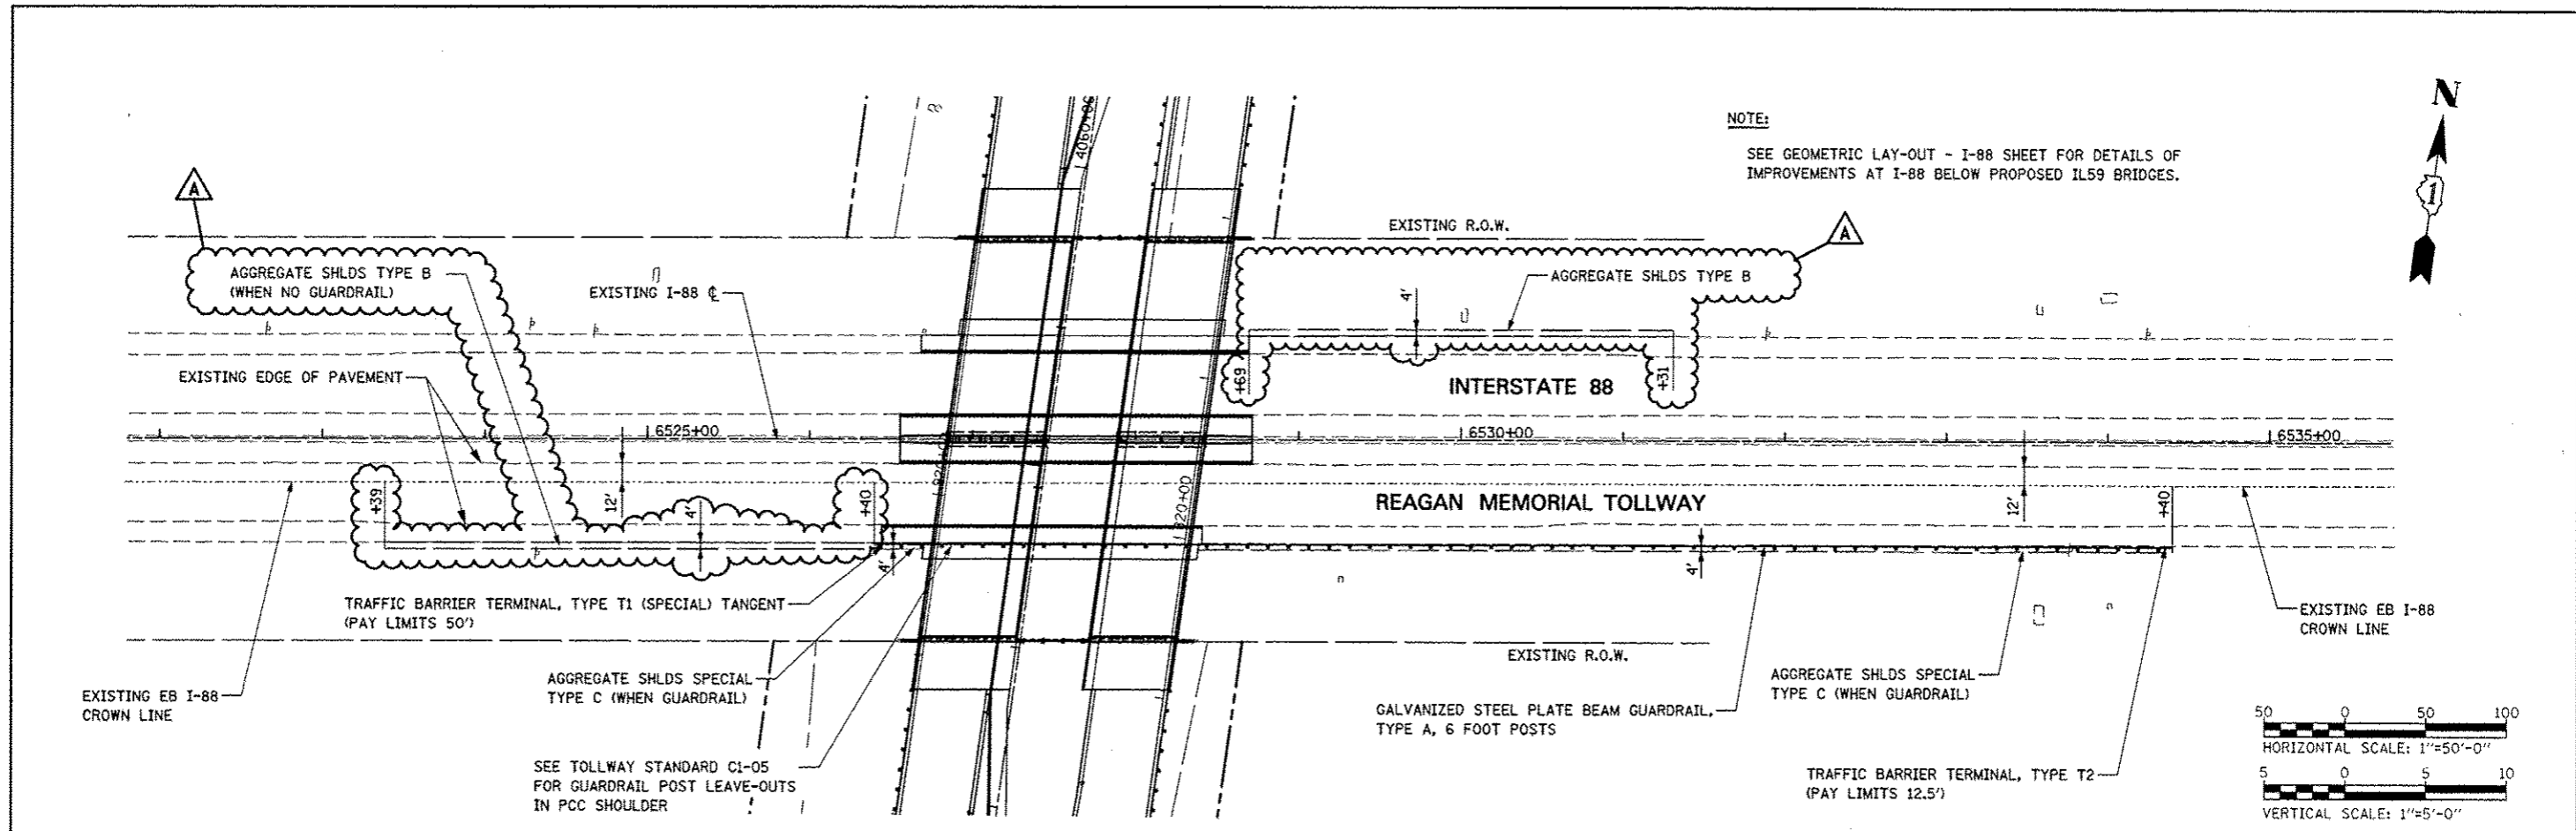 NOTE:
SEE GEOMETRIC LAY-OUT - I-88 SHEET FOR DETAILS OF
IMPROVEMENTS AT I-88 BELOW PROPOSED IL59 BRIDGES.
N
1
A
A
AGGREGATE SHLDS TYPE B
(WHEN NO GUARDRAIL)
EXISTING I-88 ℄
EXISTING R.O.W.
AGGREGATE SHLDS TYPE B
4'
EXISTING EDGE OF PAVEMENT
+69
INTERSTATE 88
+31
6525+00
6530+00
6535+00
+39
12'
4'
+40
REAGAN MEMORIAL TOLLWAY
12'
+40
4'
4'
TRAFFIC BARRIER TERMINAL, TYPE T1 (SPECIAL) TANGENT
(PAY LIMITS 50')
EXISTING EB I-88
CROWN LINE
EXISTING R.O.W.
AGGREGATE SHLDS SPECIAL
TYPE C (WHEN GUARDRAIL)
AGGREGATE SHLDS SPECIAL
TYPE C (WHEN GUARDRAIL)
EXISTING EB I-88
CROWN LINE
GALVANIZED STEEL PLATE BEAM GUARDRAIL,
TYPE A, 6 FOOT POSTS
SEE TOLLWAY STANDARD C1-05
FOR GUARDRAIL POST LEAVE-OUTS
IN PCC SHOULDER
TRAFFIC BARRIER TERMINAL, TYPE T2
(PAY LIMITS 12.5')
50 0 50 100
HORIZONTAL SCALE: 1"=50'-0"
5 0 5 10
VERTICAL SCALE: 1"=5'-0"